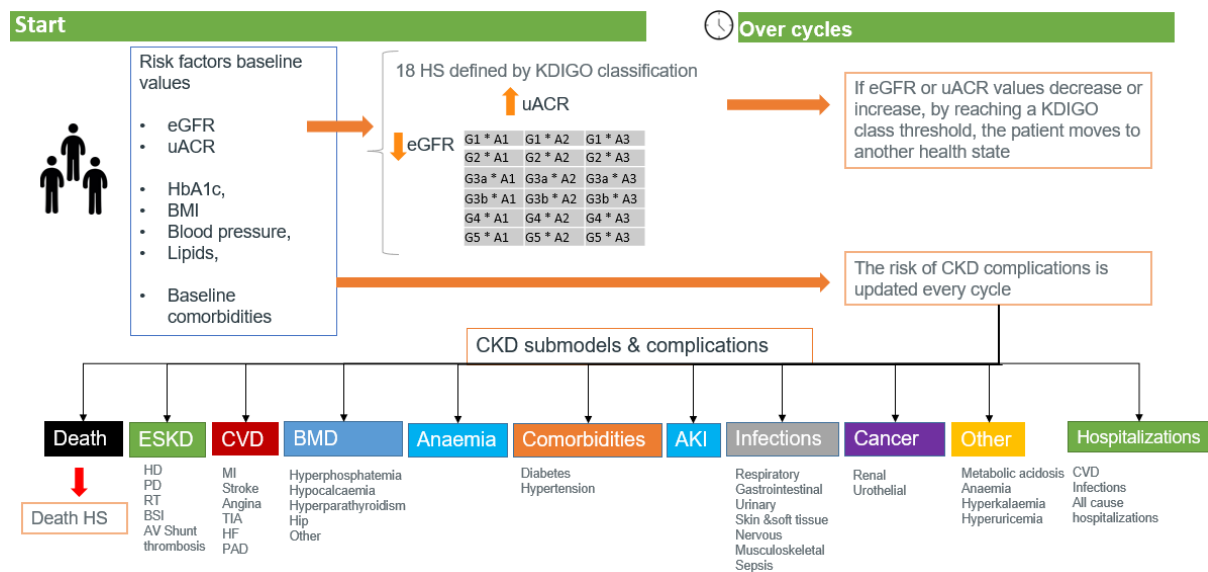 Start
Over cycles
Risk factors baseline
values
• eGFR
• uACR
• HbA1c,
• BMI
• Blood pressure,
• Lipids,
• Baseline
comorbidities
18 HS defined by KDIGO classification
uACR
eGFR
G1 * A1 G1 * A2 G1 * A3
G2 * A1 G2 * A2 G2 * A3
G3a * A1 G3a * A2 G3a * A3
G3b * A1 G3b * A2 G3b * A3
G4 * A1 G4 * A2 G4 * A3
G5 * A1 G5 * A2 G5 * A3
If eGFR or uACR values decrease or
increase, by reaching a KDIGO
class threshold, the patient moves to
another health state
The risk of CKD complications is
updated every cycle
CKD submodels & complications
Death
Death HS
ESKD
HD
PD
RT
BSI
AV Shunt
thrombosis
CVD
MI
Stroke
Angina
TIA
HF
PAD
BMD
Hyperphosphatemia
Hypocalcaemia
Hyperparathyroidism
Hip
Other
Anaemia
Comorbidities
Diabetes
Hypertension
AKI
Infections
Respiratory
Gastrointestinal
Urinary
Skin &soft tissue
Nervous
Musculoskeletal
Sepsis
Cancer
Renal
Urothelial
Other
Metabolic acidosis
Anaemia
Hyperkalaemia
Hyperuricemia
Hospitalizations
CVD
Infections
All cause
hospitalizations